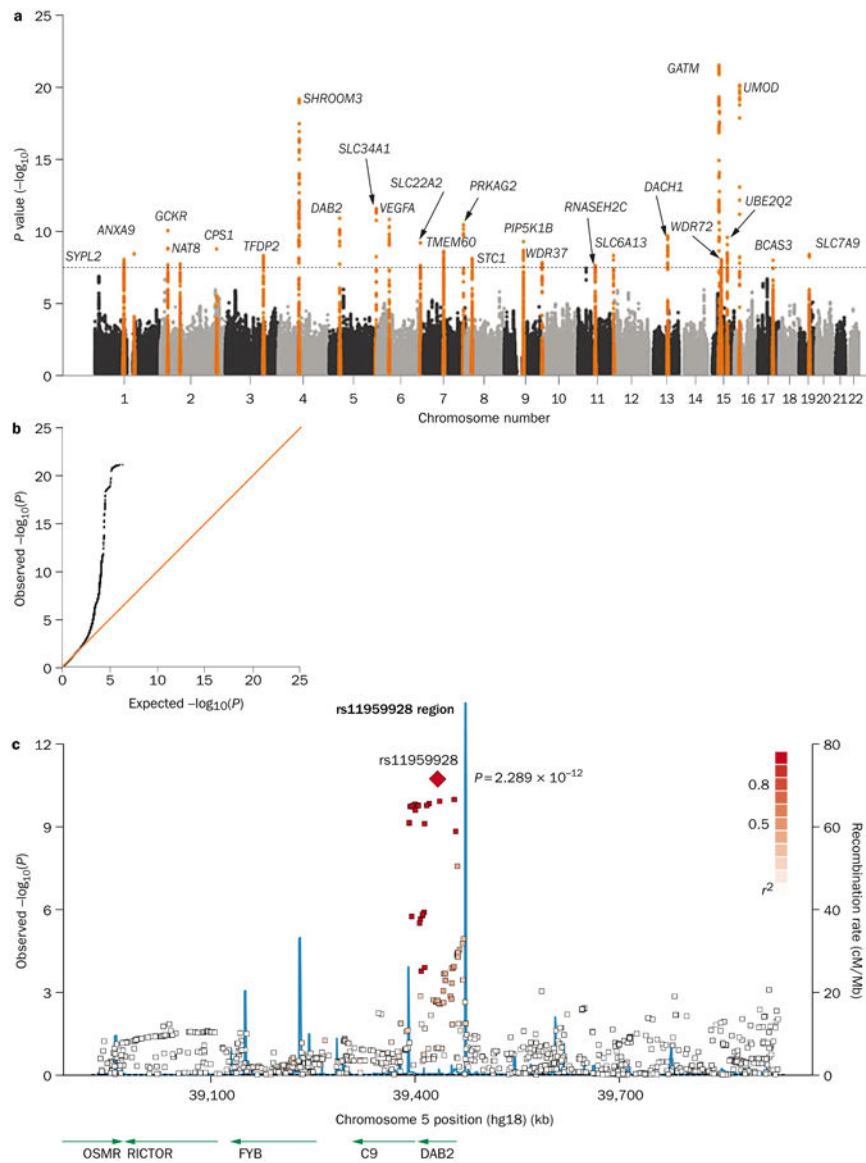 a
25
20
15
10
5
0
P value (–log10)
GATM
UMOD
SHROOM3
SLC34A1
SLC22A2
DAB2
VEGFA
PRKAG2
DACH1
UBE2Q2
RNASEH2C
ANXA9
GCKR
CPS1
PIP5K1B
WDR72
SYPL2
NAT8
TFDP2
TMEM60
STC1
WDR37
SLC6A13
BCAS3
SLC7A9
1 2 3 4 5 6 7 8 9 10 11 12 13 14 15 16 17 18 19 20 21 22
Chromosome number
b
25
20
15
10
5
0
Observed –log10(P)
0 5 10 15 20 25
Expected –log10(P)
rs11959928 region
c
12
9
6
3
0
Observed –log10(P)
rs11959928
P = 2.289 × 10–12
0.8
0.5
r2
80
60
40
20
0
Recombination rate (cM/Mb)
39,100 39,400 39,700
Chromosome 5 position (hg18) (kb)
OSMR RICTOR FYB C9 DAB2